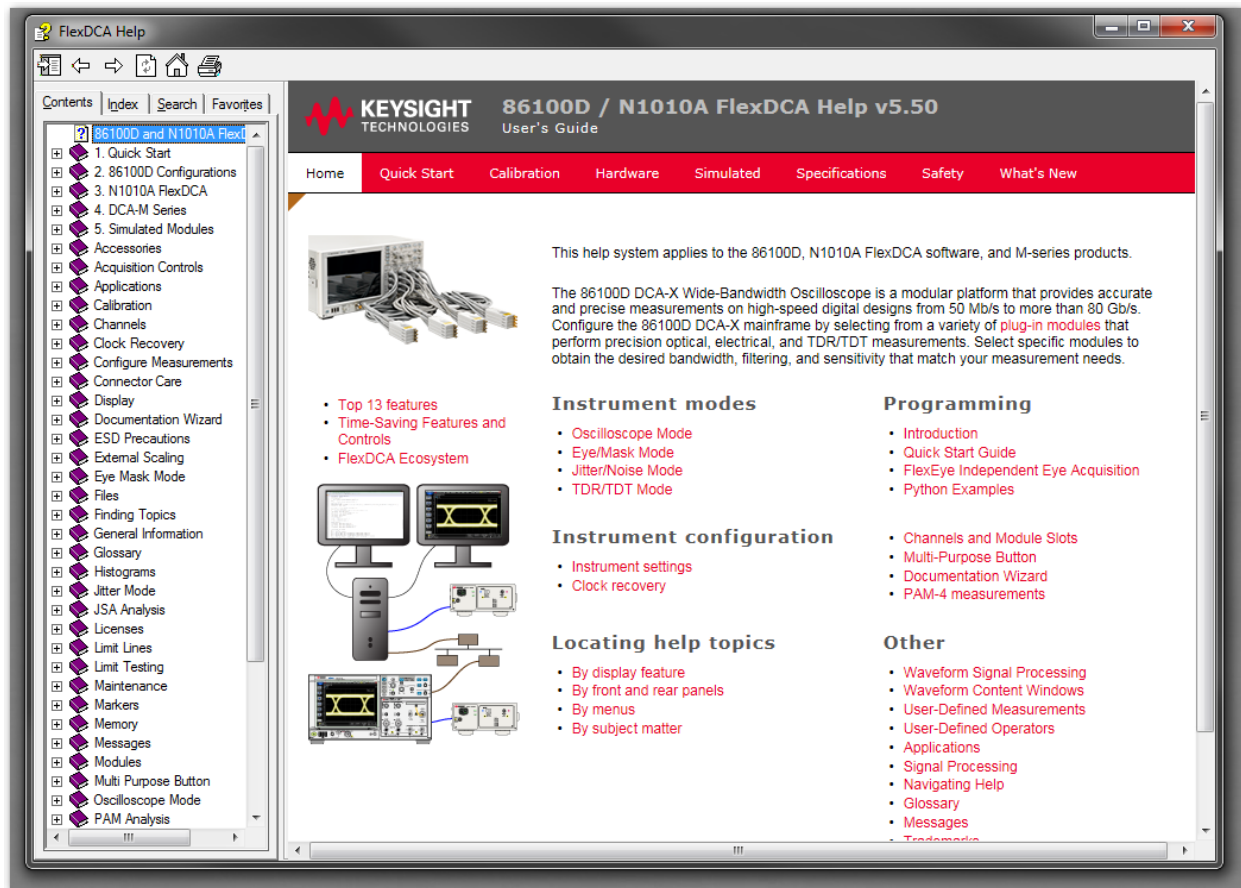 FlexDCA Help
Contents
Index
Search
Favorites
86100D and N1010A FlexD
1. Quick Start
2. 86100D Configurations
3. N1010A FlexDCA
4. DCA-M Series
5. Simulated Modules
Accessories
Acquisition Controls
Applications
Calibration
Channels
Clock Recovery
Configure Measurements
Connector Care
Display
Documentation Wizard
ESD Precautions
External Scaling
Eye Mask Mode
Files
Finding Topics
General Information
Glossary
Histograms
Jitter Mode
JSA Analysis
Licenses
Limit Lines
Limit Testing
Maintenance
Markers
Memory
Messages
Modules
Multi Purpose Button
Oscilloscope Mode
PAM Analysis
KEYSIGHT
TECHNOLOGIES
86100D / N1010A FlexDCA Help v5.50
User's Guide
Home Quick Start Calibration Hardware Simulated Specifications Safety What's New
This help system applies to the 86100D, N1010A FlexDCA software, and M-series products.
The 86100D DCA-X Wide-Bandwidth Oscilloscope is a modular platform that provides accurate
and precise measurements on high-speed digital designs from 50 Mb/s to more than 80 Gb/s.
Configure the 86100D DCA-X mainframe by selecting from a variety of plug-in modules that
perform precision optical, electrical, and TDR/TDT measurements. Select specific modules to
obtain the desired bandwidth, filtering, and sensitivity that match your measurement needs.
• Top 13 features
• Time-Saving Features and
Controls
• FlexDCA Ecosystem
Instrument modes
• Oscilloscope Mode
• Eye/Mask Mode
• Jitter/Noise Mode
• TDR/TDT Mode
Instrument configuration
• Instrument settings
• Clock recovery
Locating help topics
• By display feature
• By front and rear panels
• By menus
• By subject matter
Programming
• Introduction
• Quick Start Guide
• FlexEye Independent Eye Acquisition
• Python Examples
• Channels and Module Slots
• Multi-Purpose Button
• Documentation Wizard
• PAM-4 measurements
Other
• Waveform Signal Processing
• Waveform Content Windows
• User-Defined Measurements
• User-Defined Operators
• Applications
• Signal Processing
• Navigating Help
• Glossary
• Messages
• Trademarks